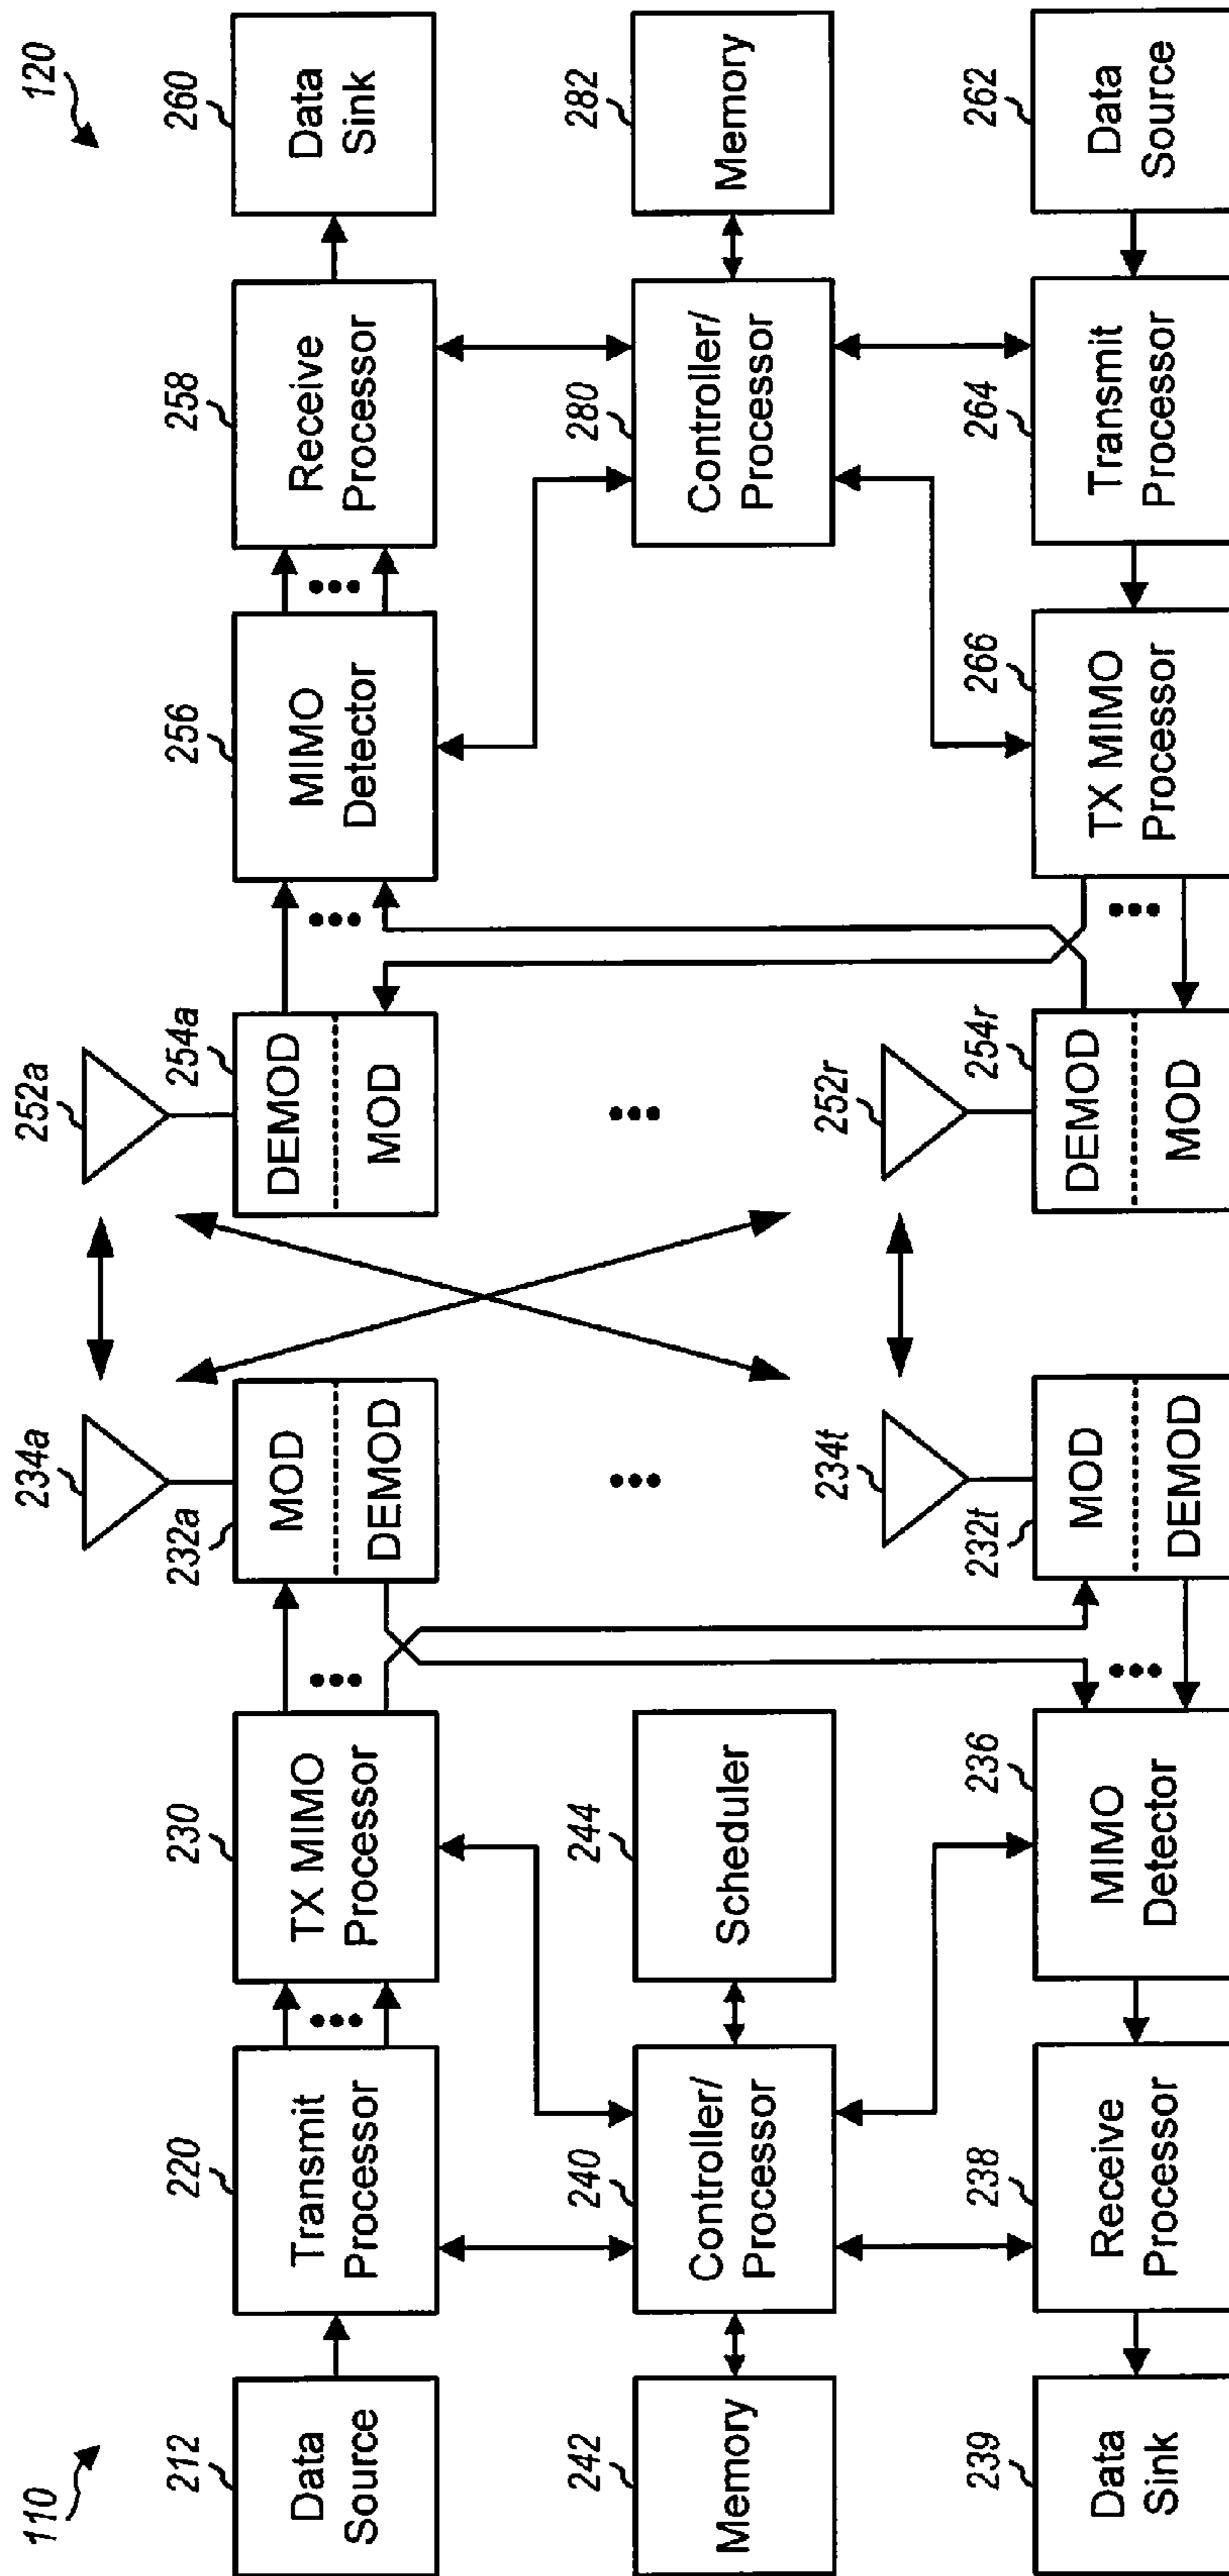 110
120
212
Data
Source
220
Transmit
Processor
230
TX MIMO
Processor
232a
MOD
DEMOD
234a
252a
254a
DEMOD
MOD
256
MIMO
Detector
258
Receive
Processor
260
Data
Sink
242
Memory
240
Controller/
Processor
244
Scheduler
280
Controller/
Processor
282
Memory
239
Data
Sink
238
Receive
Processor
236
MIMO
Detector
232t
MOD
DEMOD
234t
252r
254r
DEMOD
MOD
266
TX MIMO
Processor
264
Transmit
Processor
262
Data
Source